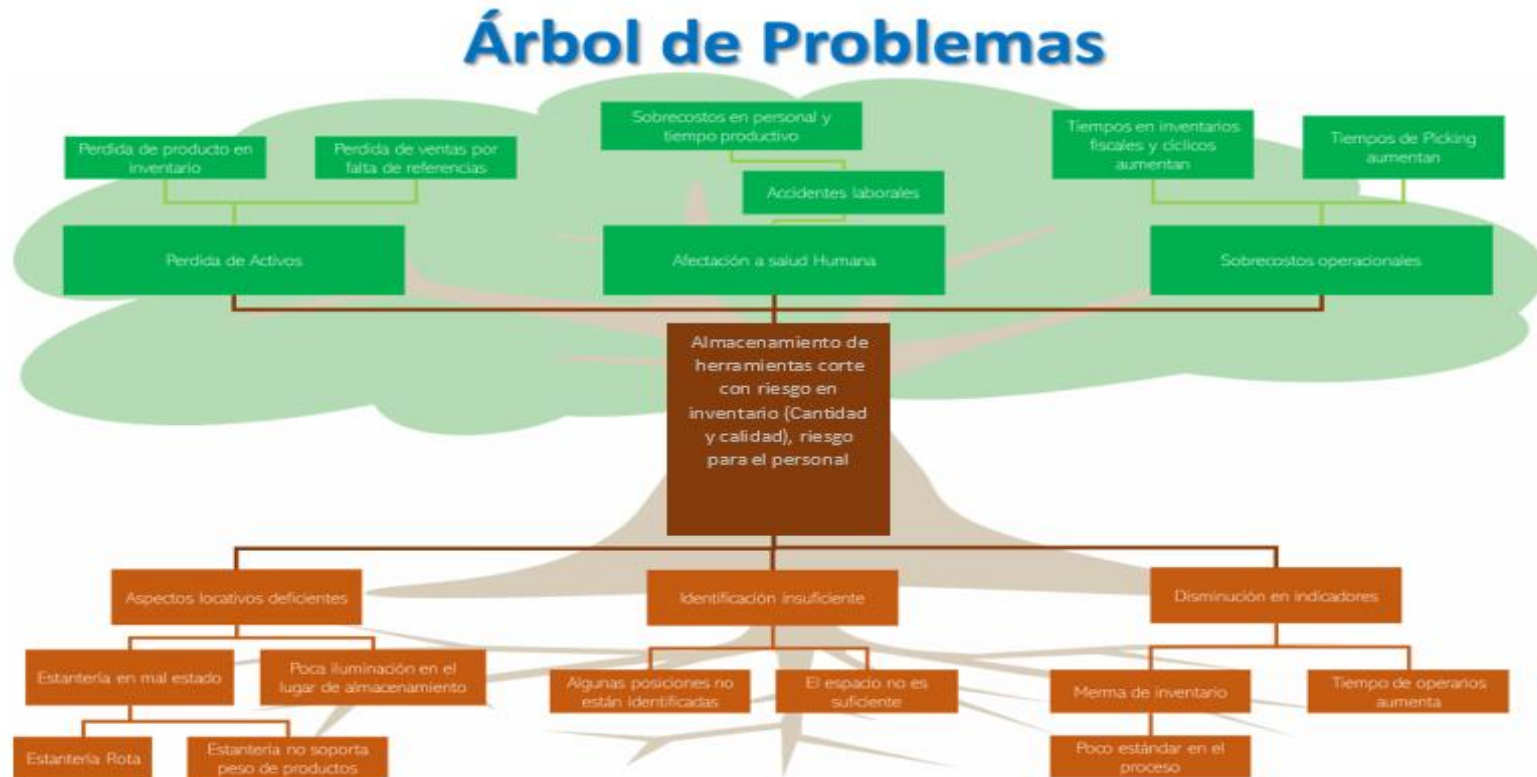 Árbol de Problemas
Perdida de producto en
inventario
Perdida de ventas por
falta de referencias
Sobrecostos en personal y
tiempo productivo
Tiempos en inventarios
fiscales y cíclicos
aumentan
Tiempos de Picking
aumentan
Accidentes laborales
Perdida de Activos
Afectación a salud Humana
Sobrecostos operacionales
Almacenamiento de
herramientas corte
con riesgo en
inventario (Cantidad
y calidad), riesgo
para el personal
Aspectos locativos deficientes
Identificación insuficiente
Disminución en indicadores
Estantería en mal estado
Poca iluminación en el
lugar de almacenamiento
Algunas posiciones no
están Identificadas
El espacio no es
suficiente
Merma de inventario
Tiempo de operarios
aumenta
Estantería Rota
Estantería no soporta
peso de productos
Poco estándar en el
proceso